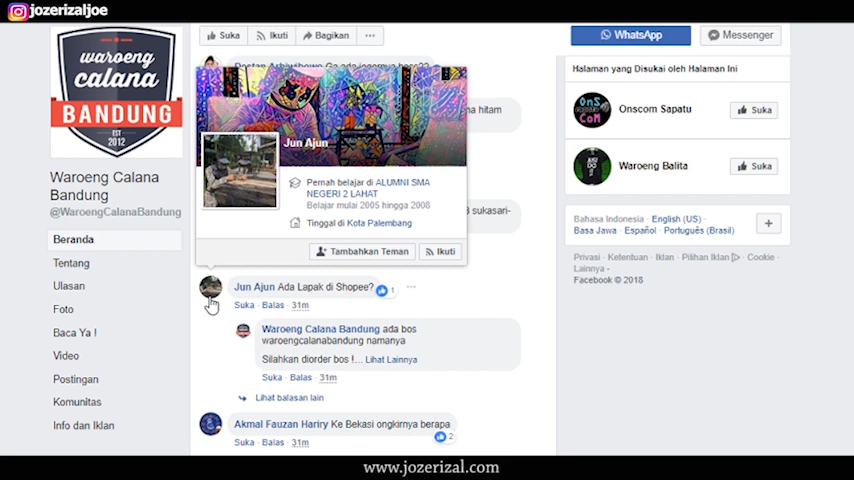 jozerizaljoe
waroeng
calana
BANDUNG
EST
2012
Waroeng Calana
Bandung
@WaroengCalanaBandung
Beranda
Tentang
Ulasan
Foto
Baca Ya !
Video
Postingan
Komunitas
Info dan Iklan
Suka
Ikuti
Bagikan
Ga ada
na hitam
Jun Ajun
Pernah belajar di ALUMNI SMA
NEGERI 2 LAHAT
Belajar mulai 2005 hingga 2008
Tinggal di Kota Palembang
3 sukasari-
Tambahkan Teman
Ikuti
Jun Ajun Ada Lapak di Shopee?
1
Suka · Balas · 31m
Waroeng Calana Bandung ada bos
waroengcalanabandung namanya
Silahkan diorder bos !... Lihat Lainnya
Suka · Balas · 31m
Lihat balasan lain
Akmal Fauzan Hariry Ke Bekasi ongkirnya berapa
2
Suka · Balas · 31m
WhatsApp
Messenger
Halaman yang Disukai oleh Halaman Ini
Onscom Sapatu
Suka
Waroeng Balita
Suka
Bahasa Indonesia · English (US) ·
Basa Jawa · Español · Português (Brasil)
Privasi · Ketentuan · Iklan · Pilihan Iklan · Cookie ·
Lainnya
Facebook © 2018
www.jozerizal.com